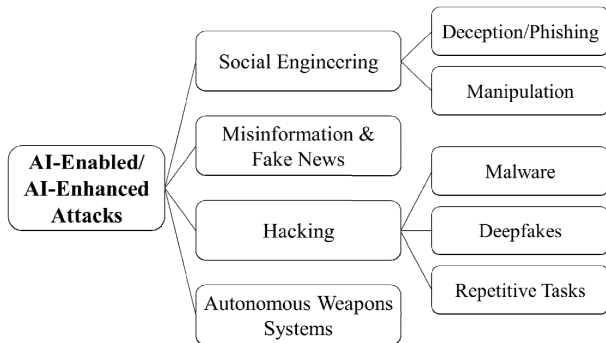 AI-Enabled/
AI-Enhanced
Attacks
Social Engineering
Deception/Phishing
Manipulation
Misinformation &
Fake News
Hacking
Malware
Deepfakes
Repetitive Tasks
Autonomous Weapons
Systems